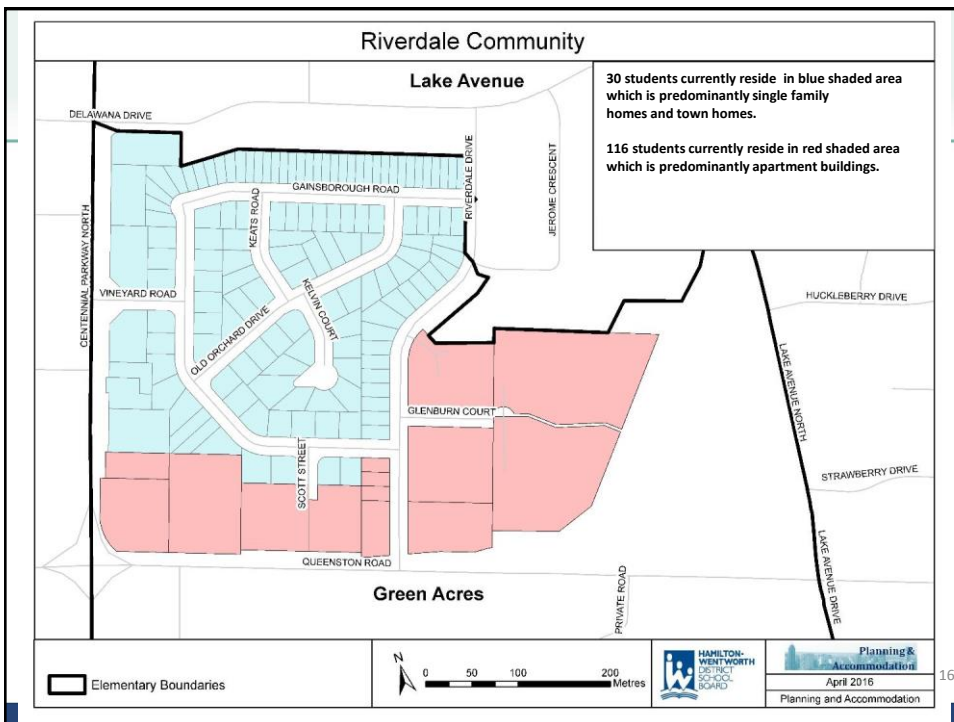 Riverdale Community
Lake Avenue
30 students currently reside in blue shaded area
which is predominantly single family
homes and town homes.
116 students currently reside in red shaded area
which is predominantly apartment buildings.
DELAWANA DRIVE
RIVERDALE DRIVE
JEROME CRESCENT
GAINSBOROUGH ROAD
KEATS ROAD
CENTENNIAL PARKWAY NORTH
VINEYARD ROAD
KELVIN COURT
OLD ORCHARD DRIVE
HUCKLEBERRY DRIVE
LAKE AVENUE NORTH
GLENBURN COURT
SCOTT STREET
STRAWBERRY DRIVE
QUEENSTON ROAD
LAKE AVENUE DRIVE
Green Acres
PRIVATE ROAD
Elementary Boundaries
N
0 50 100 200
Metres
HAMILTON-
WENTWORTH
DISTRICT
SCHOOL
BOARD
Planning &
Accommodation
April 2016
Planning and Accommodation
16